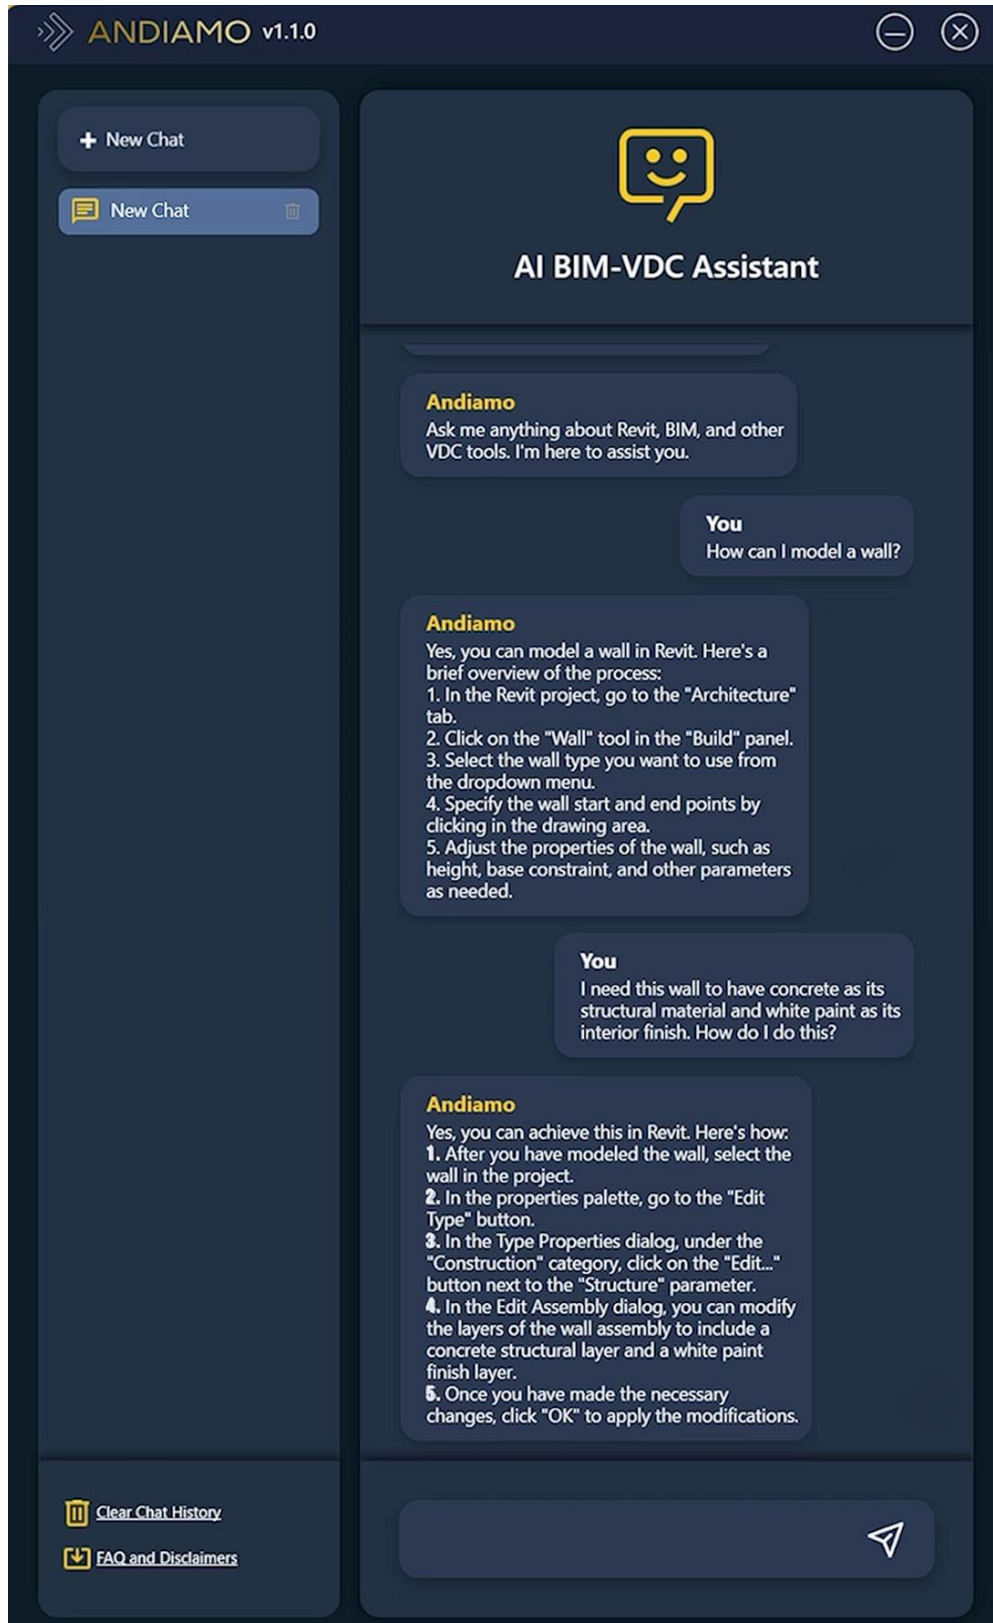 ANDIAMO v1.1.0
New Chat
New Chat
AI BIM-VDC Assistant
Andiamo
Ask me anything about Revit, BIM, and other
VDC tools. I'm here to assist you.
You
How can I model a wall?
Andiamo
Yes, you can model a wall in Revit. Here's a
brief overview of the process:
1. In the Revit project, go to the "Architecture"
tab.
2. Click on the "Wall" tool in the "Build" panel.
3. Select the wall type you want to use from
the dropdown menu.
4. Specify the wall start and end points by
clicking in the drawing area.
5. Adjust the properties of the wall, such as
height, base constraint, and other parameters
as needed.
You
I need this wall to have concrete as its
structural material and white paint as its
interior finish. How do I do this?
Andiamo
Yes, you can achieve this in Revit. Here's how:
1. After you have modeled the wall, select the
wall in the project.
2. In the properties palette, go to the "Edit
Type" button.
3. In the Type Properties dialog, under the
"Construction" category, click on the "Edit..."
button next to the "Structure" parameter.
4. In the Edit Assembly dialog, you can modify
the layers of the wall assembly to include a
concrete structural layer and a white paint
finish layer.
5. Once you have made the necessary
changes, click "OK" to apply the modifications.
Clear Chat History
FAQ and Disclaimers